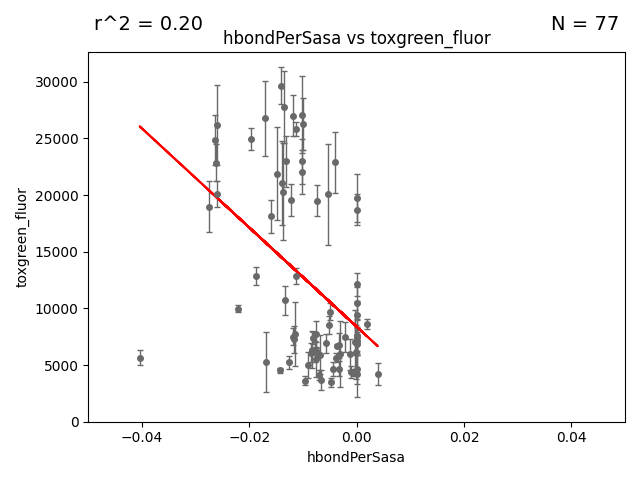 r^2 = 0.20
N = 77
hbondPerSasa vs toxgreen_fluor
toxgreen_fluor
30000
25000
20000
15000
10000
5000
0
−0.04
−0.02
0.00
0.02
0.04
hbondPerSasa